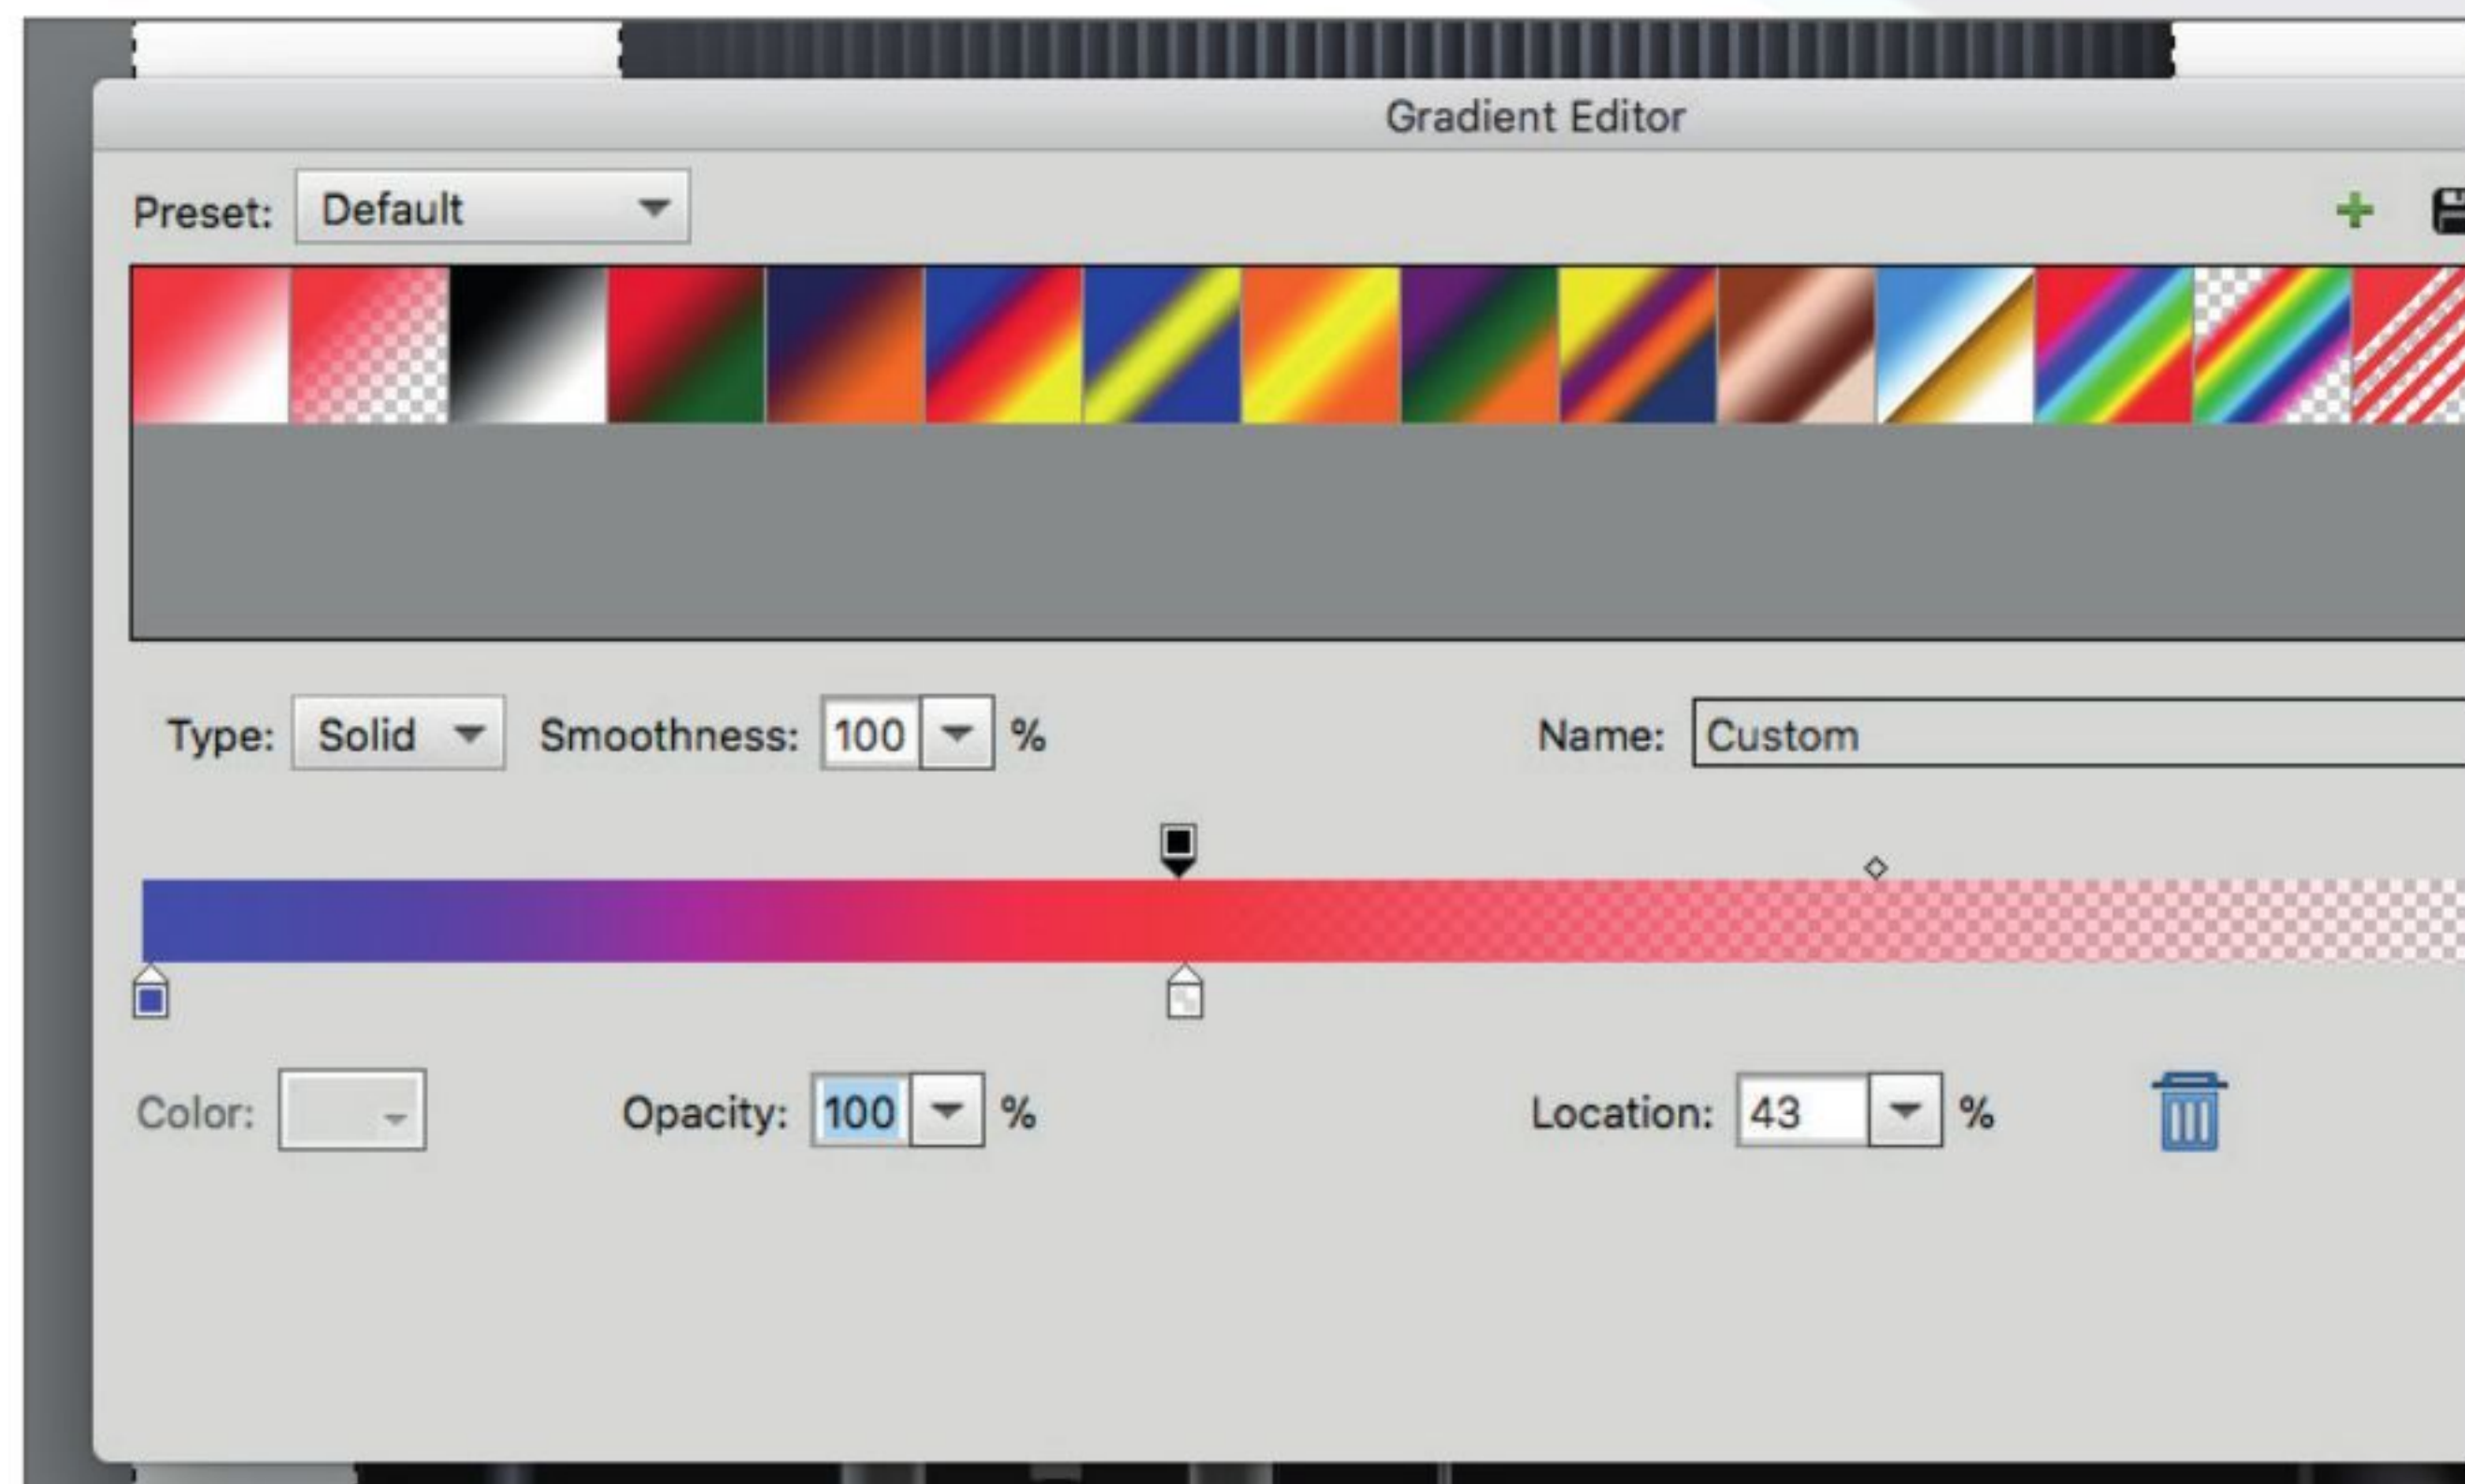 Gradient Editor
Preset: Default
Type: Solid Smoothness: 100 % Name: Custom
Color: Opacity: 100 % Location: 43 %